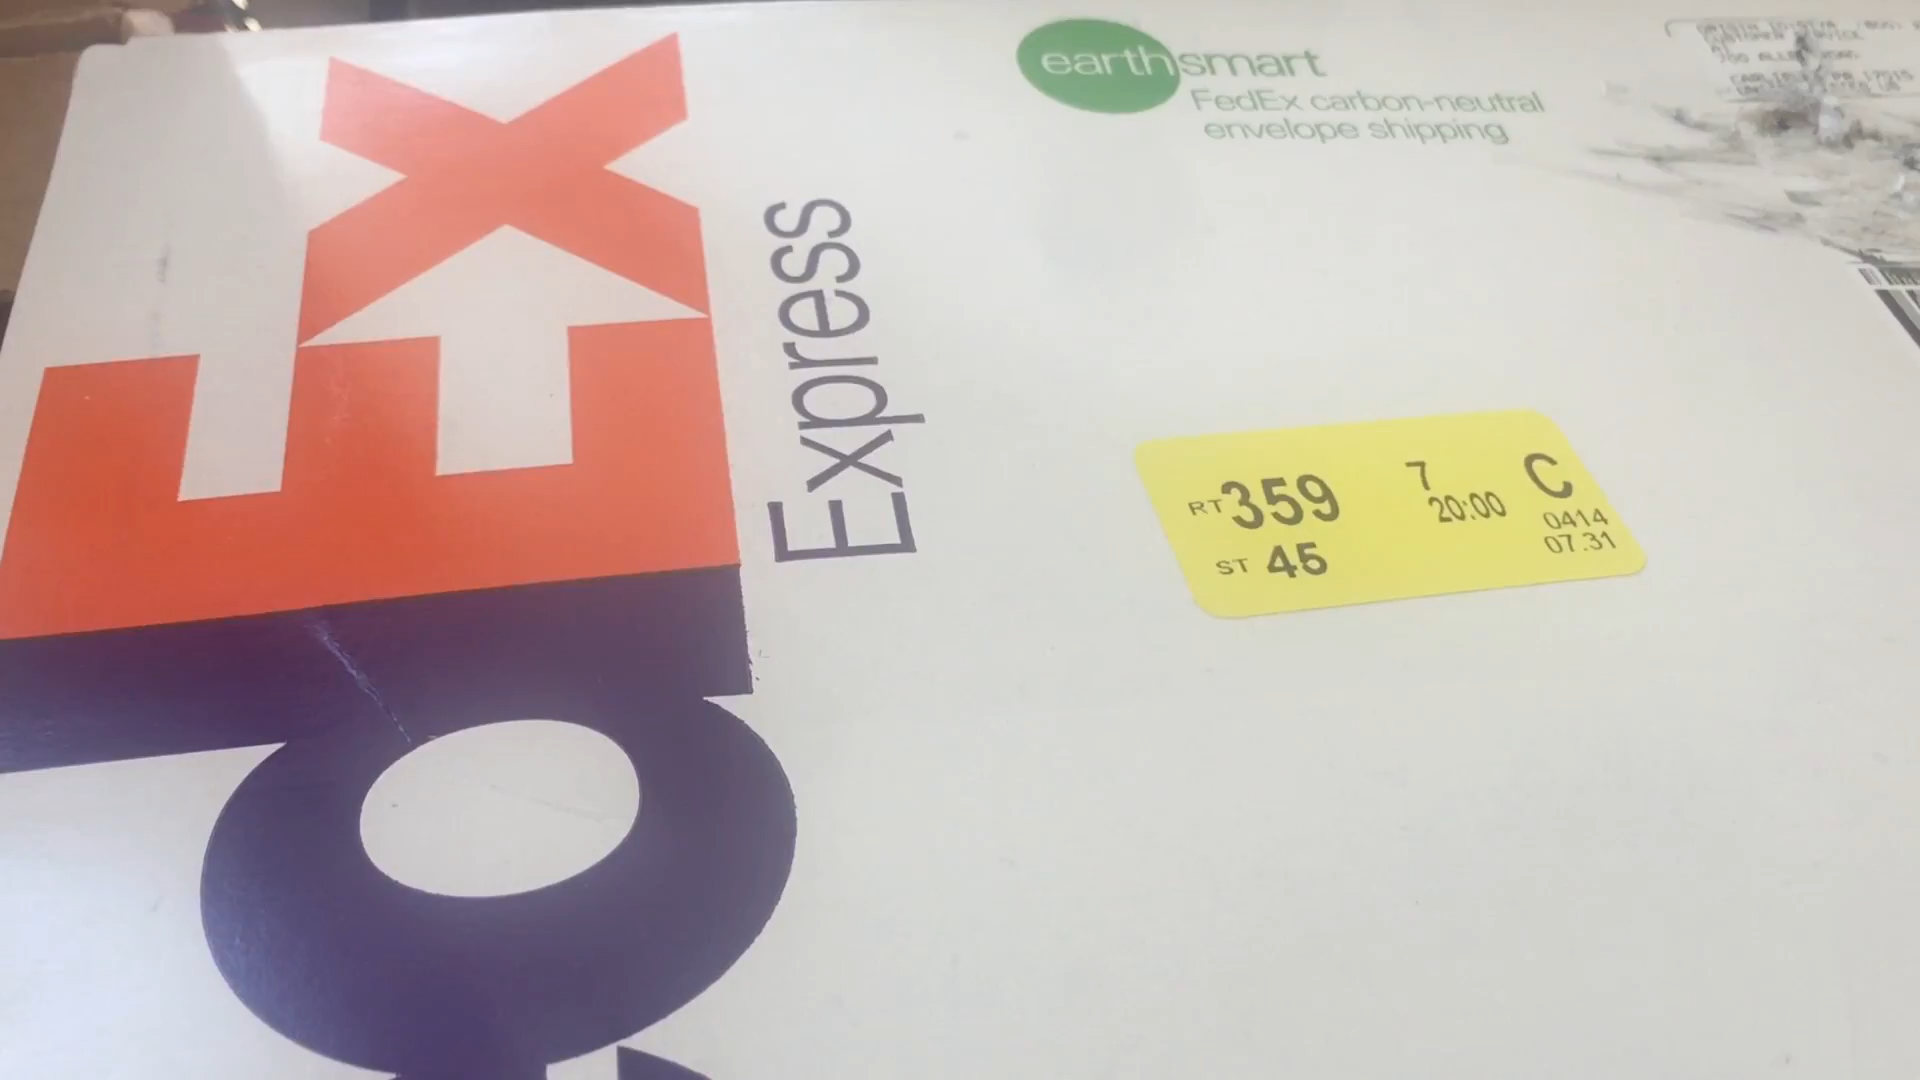 earthsmart
FedEx carbon-neutral
envelope shipping
FedEx
Express
RT 359 7 C
20:00 0414
ST 45 07.31